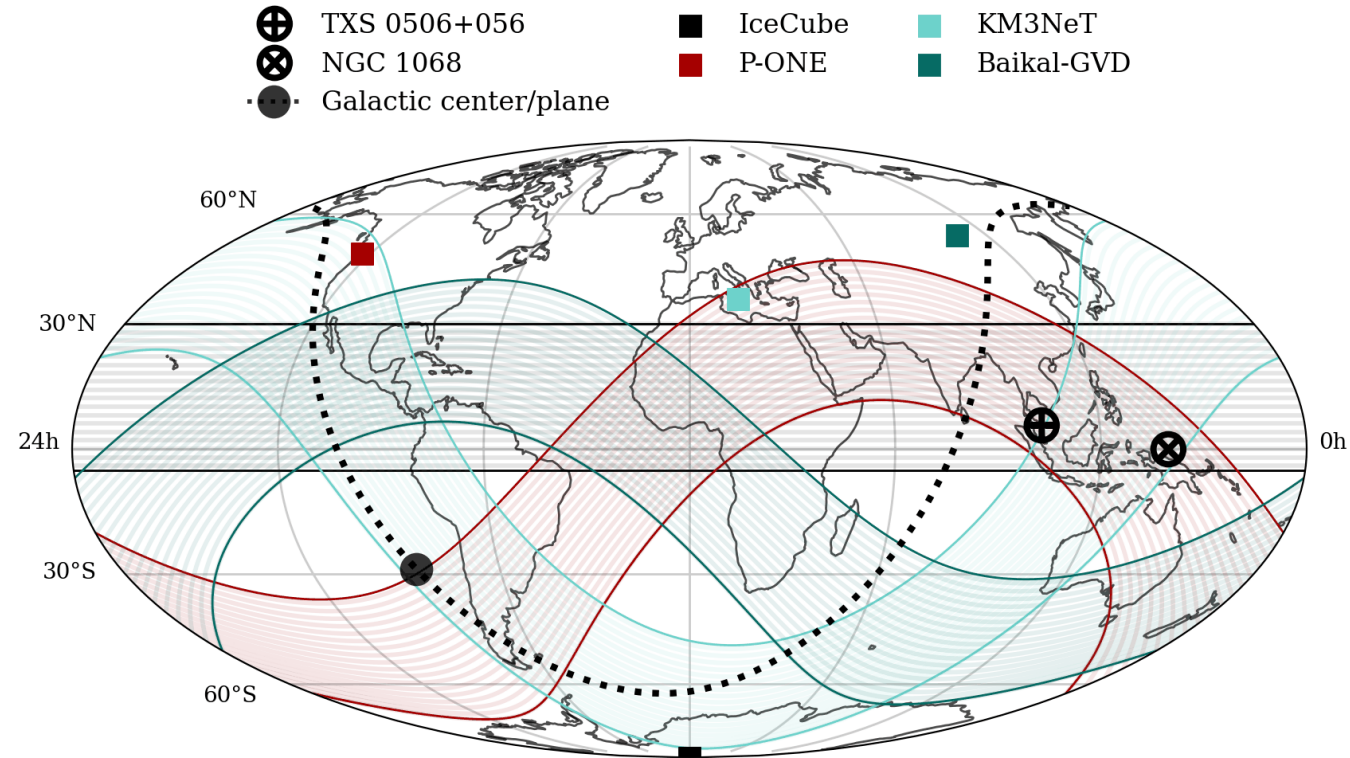 TXS 0506+056
NGC 1068
Galactic center/plane
IceCube
P-ONE
KM3NeT
Baikal-GVD
60°N
30°N
24h
0h
30°S
60°S